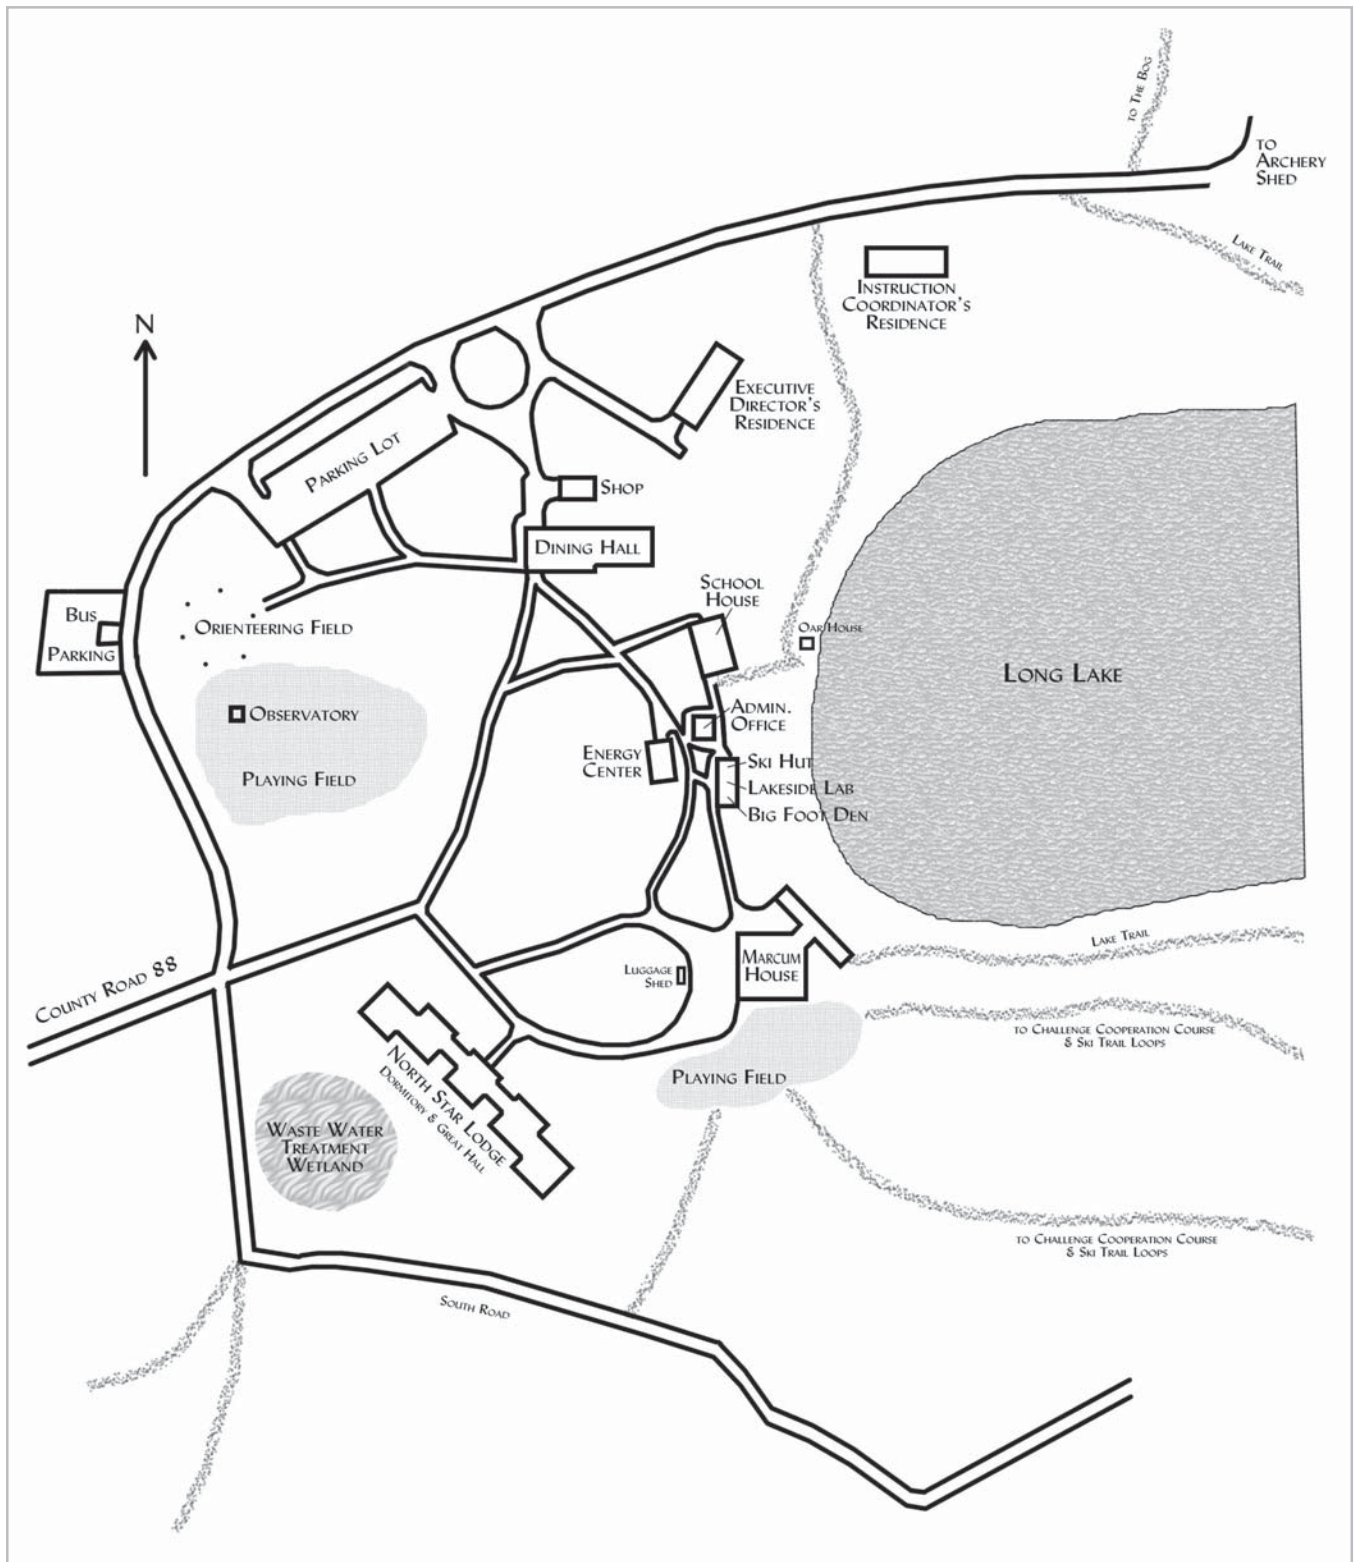 TO THE BOG
TO
ARCHERY
SHED
LAKE TRAIL
INSTRUCTION
COORDINATOR'S
RESIDENCE
N
EXECUTIVE
DIRECTOR'S
RESIDENCE
PARKING LOT
SHOP
DINING HALL
SCHOOL
HOUSE
BUS
PARKING
ORIENTEERING FIELD
OAR HOUSE
LONG LAKE
OBSERVATORY
ADMIN.
OFFICE
ENERGY
CENTER
SKI HUT
PLAYING FIELD
LAKESIDE LAB
BIG FOOT DEN
LAKE TRAIL
COUNTY ROAD 88
LUGGAGE
SHED
MARCUM
HOUSE
TO CHALLENGE COOPERATION COURSE
& SKI TRAIL LOOPS
NORTH STAR LODGE
DORMITORY & GREAT HALL
PLAYING FIELD
WASTE WATER
TREATMENT
WETLAND
TO CHALLENGE COOPERATION COURSE
& SKI TRAIL LOOPS
SOUTH ROAD